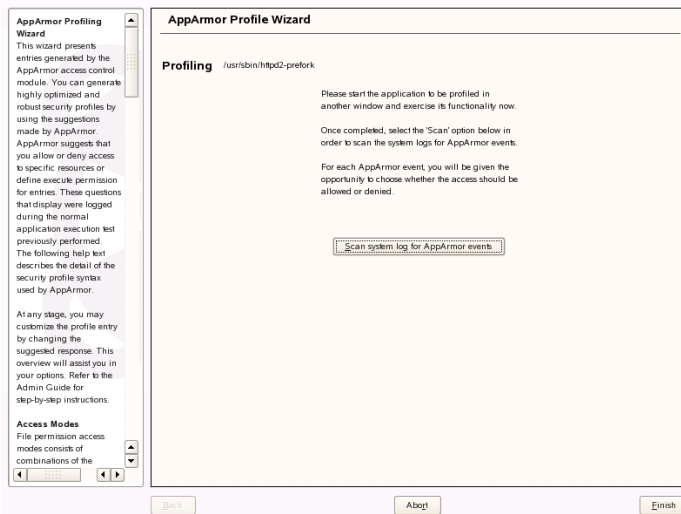 AppArmor Profiling
Wizard
This wizard presents
entries generated by the
AppArmor access control
module. You can generate
highly optimized and
robust security profiles by
using the suggestions
made by AppArmor.
AppArmor suggests that
you allow or deny access
to specific resources or
define execute permission
for entries. These questions
that display were logged
during the normal
application execution test
previously performed.
The following help text
describes the detail of the
security profile syntax
used by AppArmor.
At any stage, you may
customize the profile entry
by changing the
suggested response. This
overview will assist you in
your options. Refer to the
Admin Guide for
step-by-step instructions.
Access Modes
File permission access
modes consists of
combinations of the
AppArmor Profile Wizard
Profiling /usr/sbin/httpd2-prefork
Please start the application to be profiled in
another window and exercise its functionality now.
Once completed, select the 'Scan' option below in
order to scan the system logs for AppArmor events.
For each AppArmor event, you will be given the
opportunity to choose whether the access should be
allowed or denied.
Scan system log for AppArmor events
Back
Abort
Finish